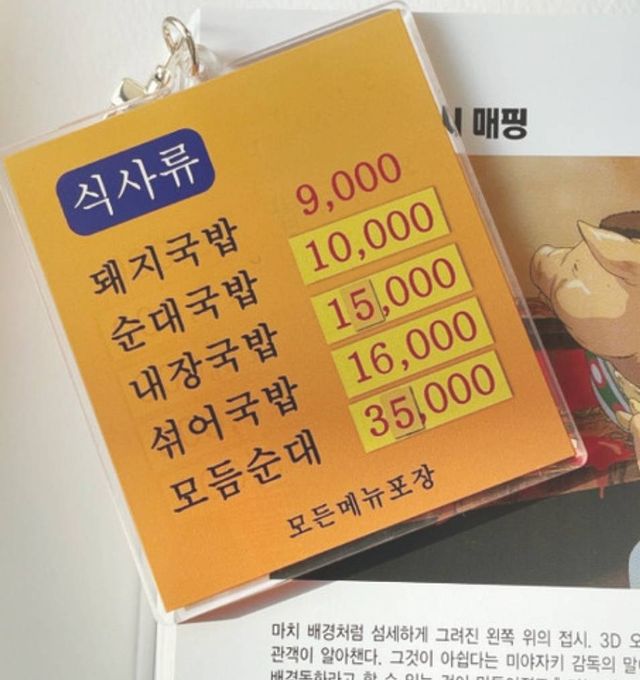 식사류
돼지국밥 9,000
순대국밥 10,000
내장국밥 15,000
섞어국밥 16,000
모듬순대 35,000
모든메뉴포장
매핑
마치 배경처럼 섬세하게 그려진 왼쪽 위의 접시. 3D
관객이 알아챈다. 그것이 아쉽다는 미야자키 감독의